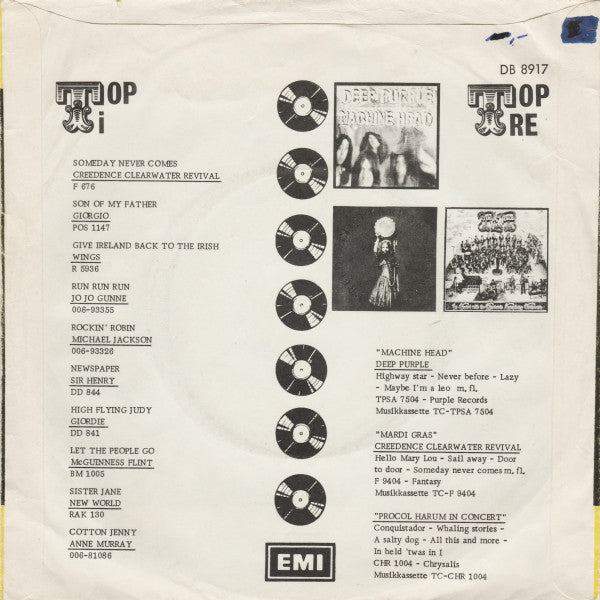 DB 8917
TOP
i
SOMEDAY NEVER COMES
CREEDENCE CLEARWATER REVIVAL
F 676
SON OF MY FATHER
GIORGIO
POS 1147
GIVE IRELAND BACK TO THE IRISH
WINGS
R 5936
RUN RUN RUN
JO JO GUNNE
006-93355
ROCKIN' ROBIN
MICHAEL JACKSON
006-93326
NEWSPAPER
SIR HENRY
DD 844
HIGH FLYING JUDY
GIORDIE
DD 841
LET THE PEOPLE GO
McGUINNESS FLINT
BM 1005
SISTER JANE
NEW WORLD
RAK 130
COTTON JENNY
ANNE MURRAY
006-81086
DEEP PURPLE
MACHINE HEAD
EMI
TOP
RE
"MACHINE HEAD"
DEEP PURPLE
Highway star - Never before - Lazy
- Maybe I'm a leo m. fl.
TPSA 7504 - Purple Records
Musikkassette TC-TPSA 7504
"MARDI GRAS"
CREEDENCE CLEARWATER REVIVAL
Hello Mary Lou - Sail away - Door
to door - Someday never comes m. fl.
F 9404 - Fantasy
Musikkassette TC-F 9404
"PROCOL HARUM IN CONCERT"
Conquistador - Whaling stories -
A salty dog - All this and more -
In held 'twas in I
CHR 1004 - Chrysalis
Musikkassette TC-CHR 1004